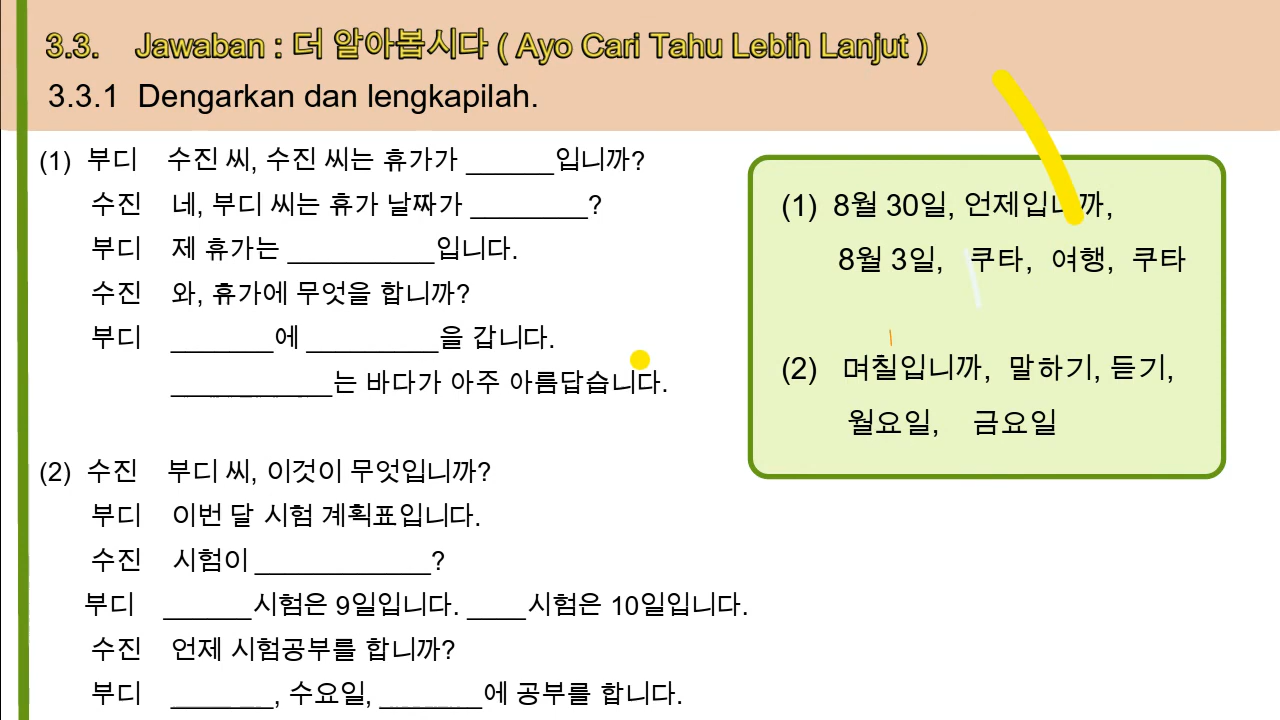 3.3. Jawaban : 더 알아봅시다 ( Ayo Cari Tahu Lebih Lanjut )
3.3.1 Dengarkan dan lengkapilah.
(1) 부디 수진 씨, 수진 씨는 휴가가 ______입니까?
수진 네, 부디 씨는 휴가 날짜가 ________?
부디 제 휴가는 __________입니다.
수진 와, 휴가에 무엇을 합니까?
부디 _______에 _________을 갑니다.
___________는 바다가 아주 아름답습니다.
(2) 수진 부디 씨, 이것이 무엇입니까?
부디 이번 달 시험 계획표입니다.
수진 시험이 ____________?
부디 ______시험은 9일입니다. ____시험은 10일입니다.
수진 언제 시험공부를 합니까?
부디 _______, 수요일, _______에 공부를 합니다.
(1) 8월 30일, 언제입니까,
8월 3일, 쿠타, 여행, 쿠타
(2) 며칠입니까, 말하기, 듣기,
월요일, 금요일